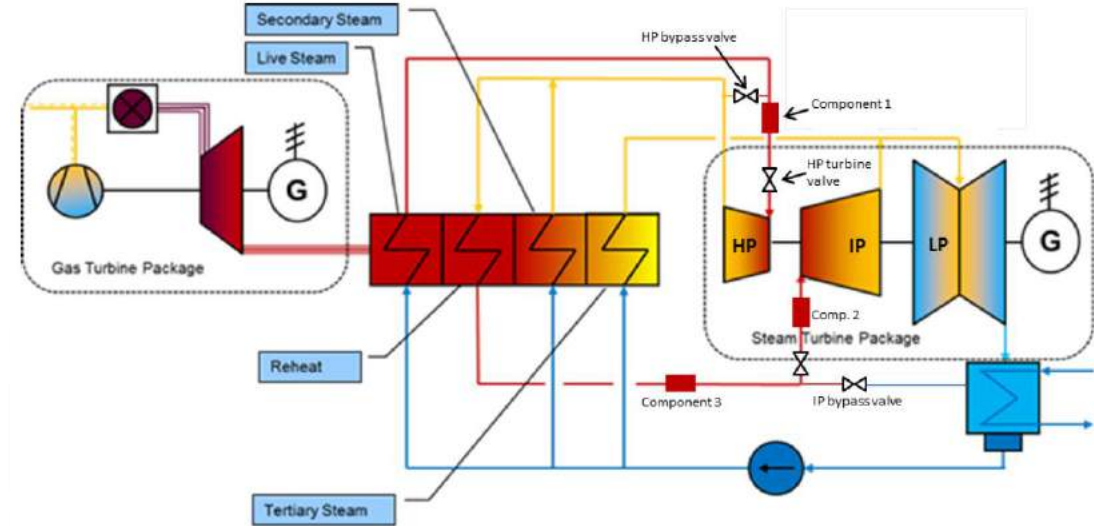 Secondary Steam
HP bypass valve
Live Steam
Component 1
HP turbine
valve
G
HP
IP
LP
G
Gas Turbine Package
Comp. 2
Steam Turbine Package
Reheat
Component 3
IP bypass valve
Tertiary Steam